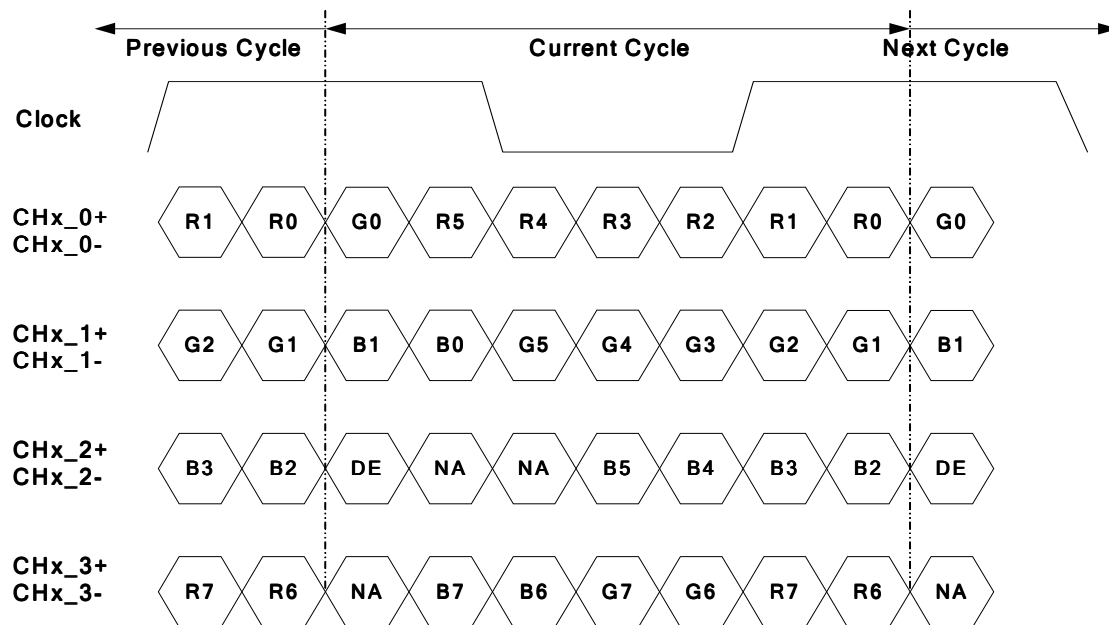 Previous Cycle Current Cycle Next Cycle
Clock
CHx_0+
CHx_0-
R1 R0 G0 R5 R4 R3 R2 R1 R0 G0
CHx_1+
CHx_1-
G2 G1 B1 B0 G5 G4 G3 G2 G1 B1
CHx_2+
CHx_2-
B3 B2 DE NA NA B5 B4 B3 B2 DE
CHx_3+
CHx_3-
R7 R6 NA B7 B6 G7 G6 R7 R6 NA